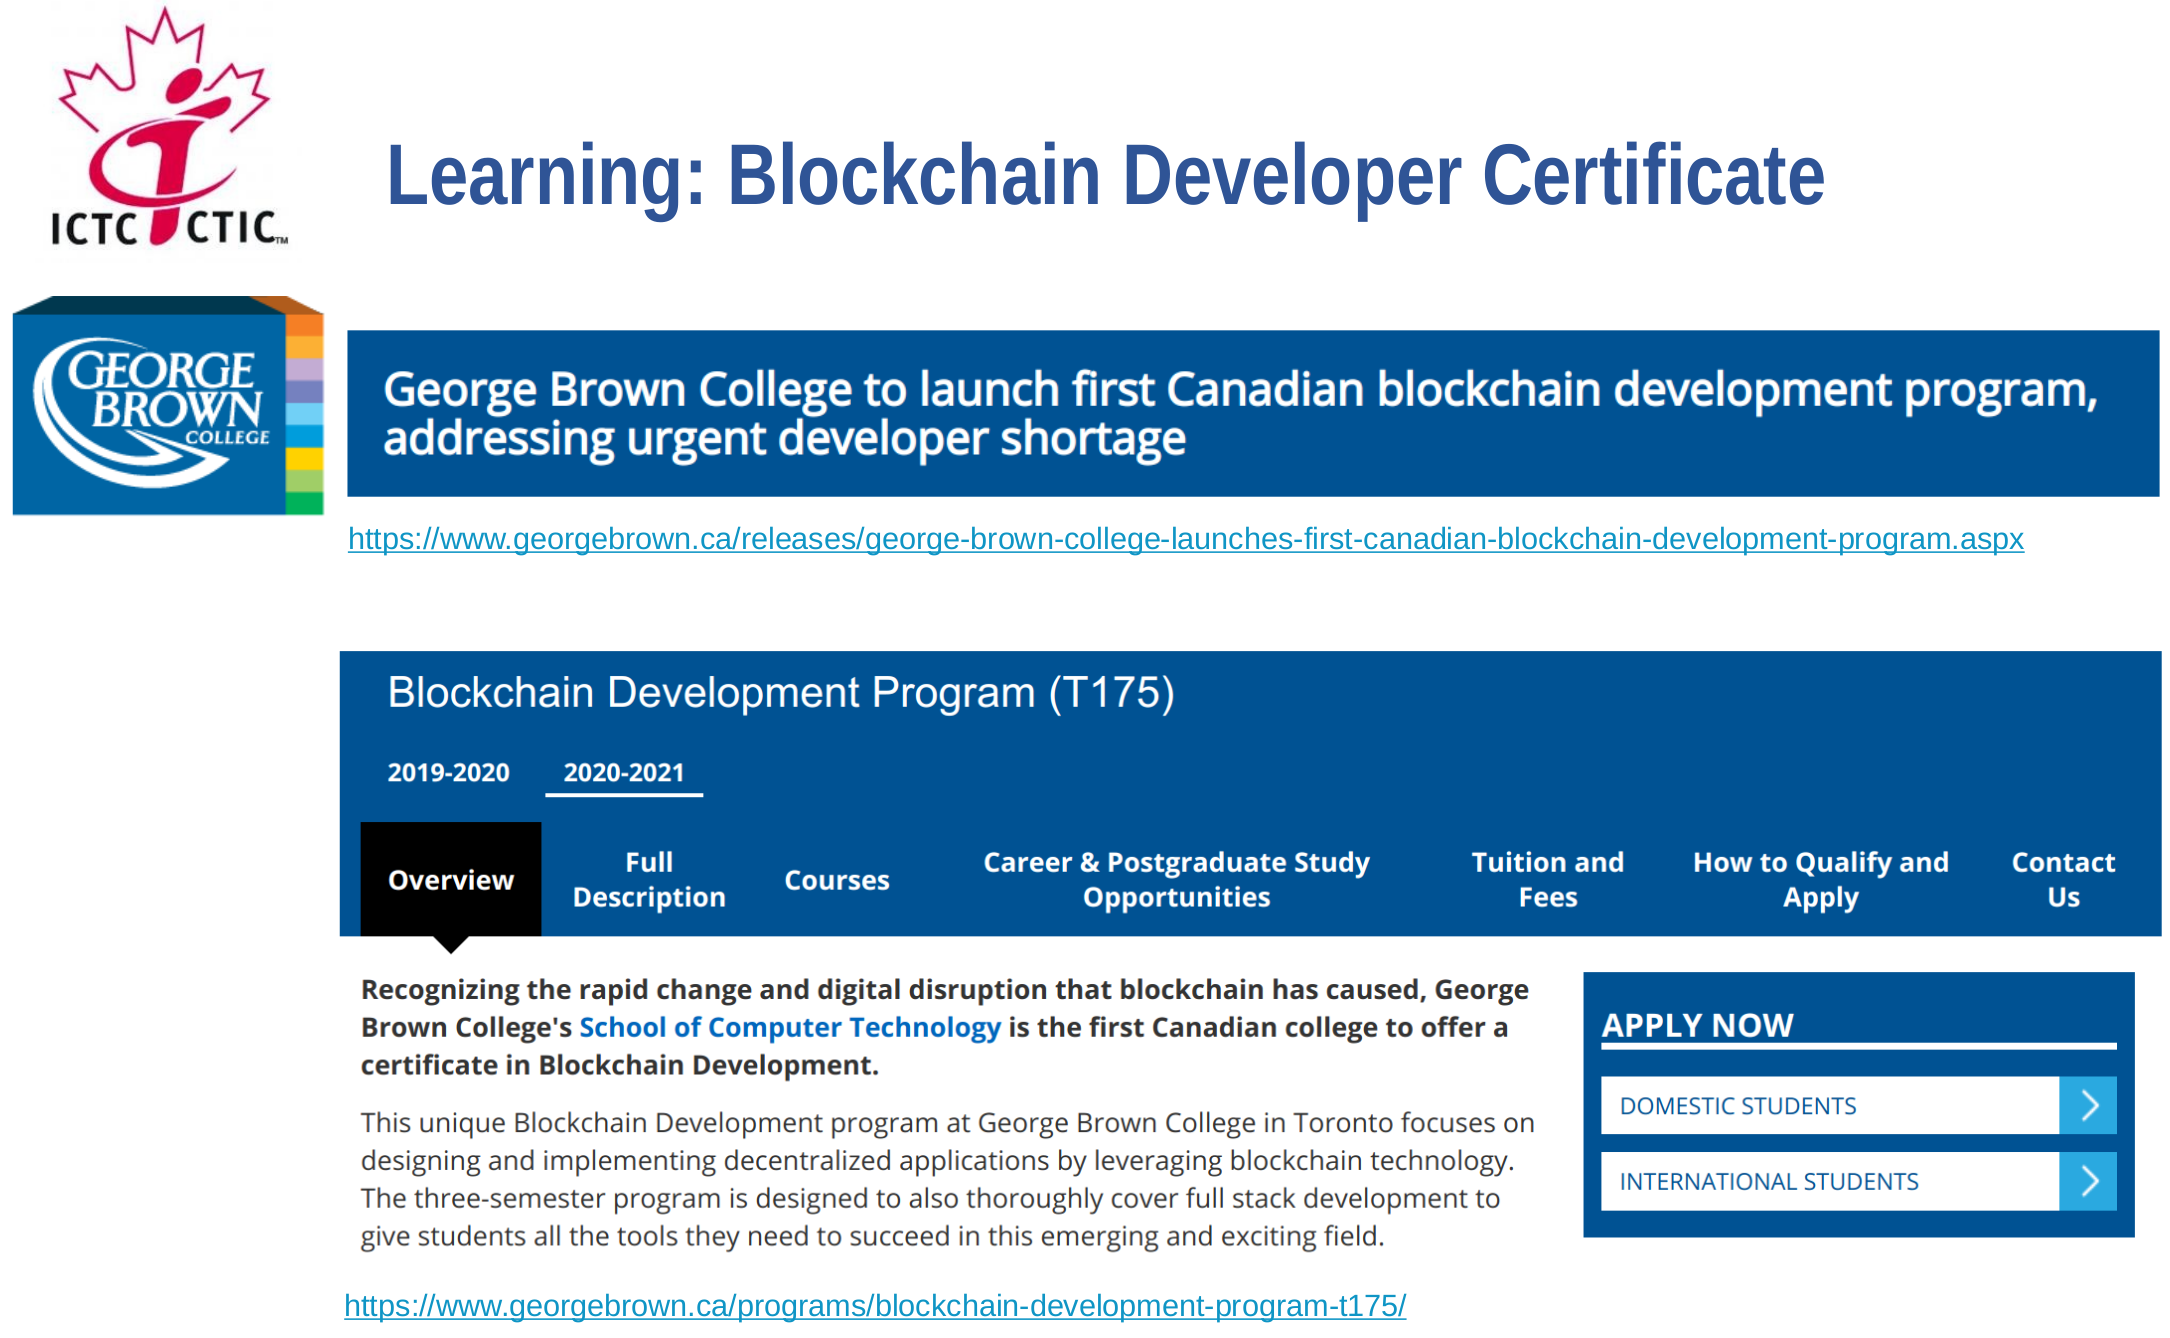 ICTC CTIC TM
Learning: Blockchain Developer Certificate
GEORGE
BROWN
COLLEGE
George Brown College to launch first Canadian blockchain development program,
addressing urgent developer shortage
https://www.georgebrown.ca/releases/george-brown-college-launches-first-canadian-blockchain-development-program.aspx
Blockchain Development Program (T175)
2019-2020 2020-2021
Overview
Full
Description
Courses
Career & Postgraduate Study
Opportunities
Tuition and
Fees
How to Qualify and
Apply
Contact
Us
Recognizing the rapid change and digital disruption that blockchain has caused, George
Brown College's School of Computer Technology is the first Canadian college to offer a
certificate in Blockchain Development.
This unique Blockchain Development program at George Brown College in Toronto focuses on
designing and implementing decentralized applications by leveraging blockchain technology.
The three-semester program is designed to also thoroughly cover full stack development to
give students all the tools they need to succeed in this emerging and exciting field.
APPLY NOW
DOMESTIC STUDENTS
INTERNATIONAL STUDENTS
https://www.georgebrown.ca/programs/blockchain-development-program-t175/